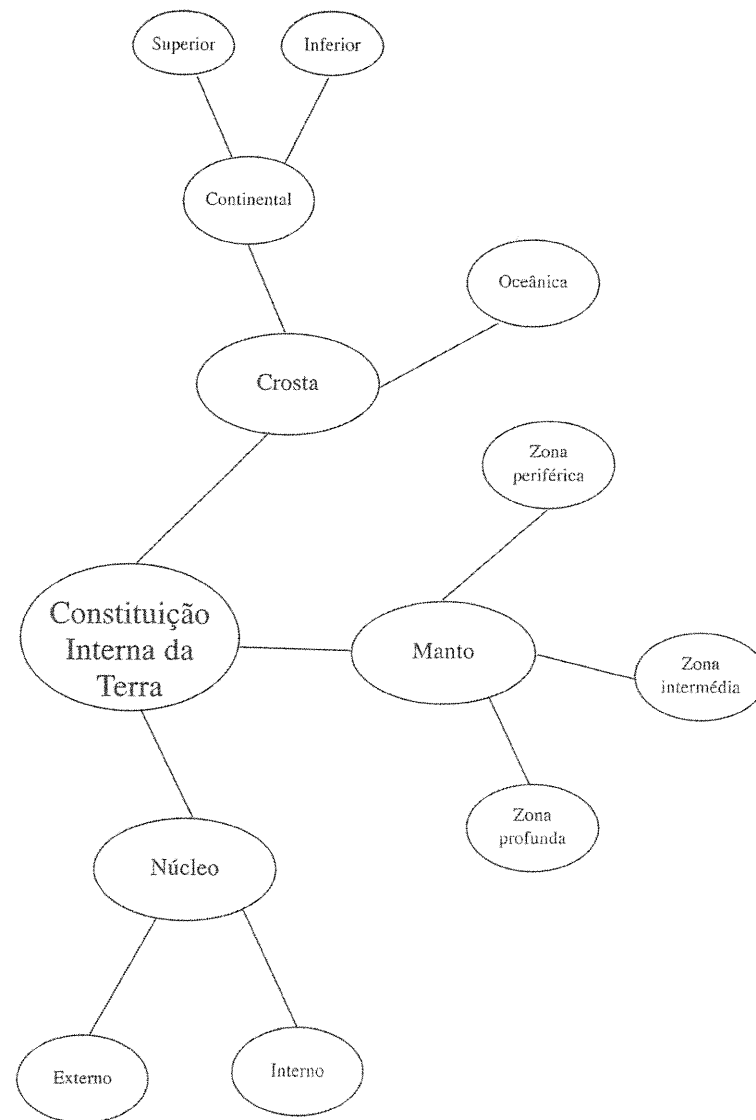 Superior
Inferior
Continental
Oceânica
Crosta
Zona
periférica
Constituição
Interna da
Terra
Manto
Zona
intermédia
Zona
profunda
Núcleo
Externo
Interno